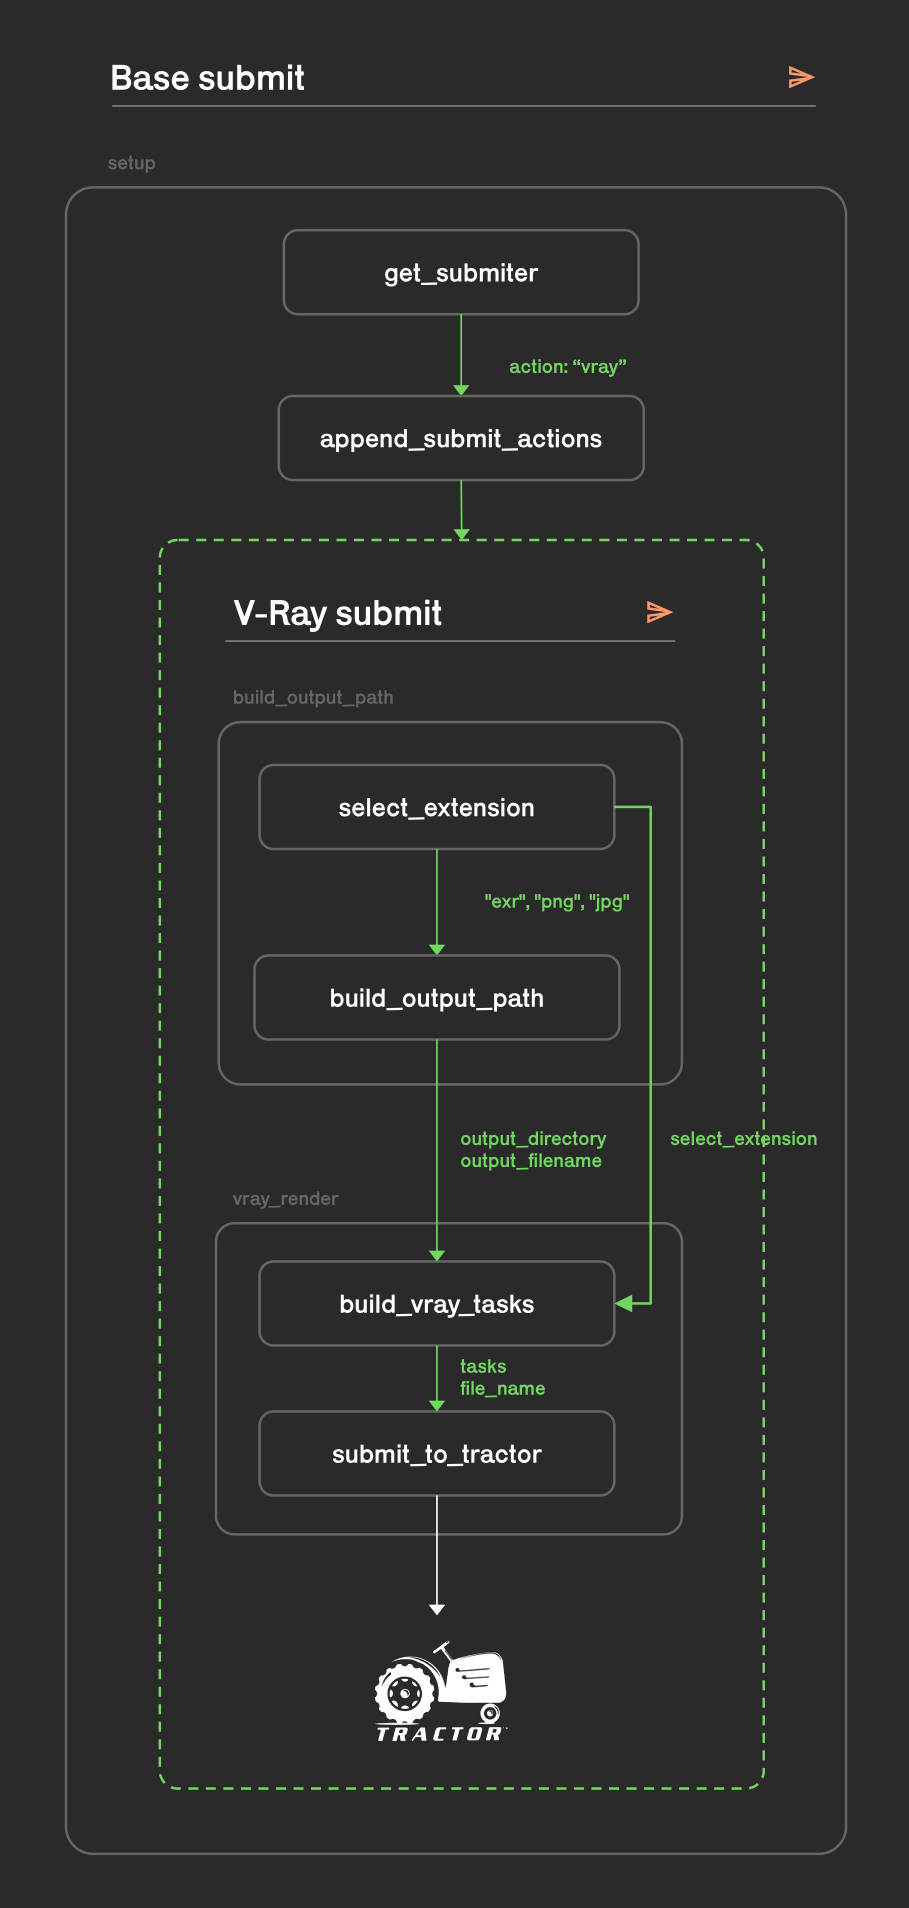 Base submit
setup
get_submiter
action: “vray”
append_submit_actions
V-Ray submit
build_output_path
select_extension
"exr", "png", "jpg"
build_output_path
output_directory
output_filename
select_extension
vray_render
build_vray_tasks
tasks
file_name
submit_to_tractor
TRACTOR